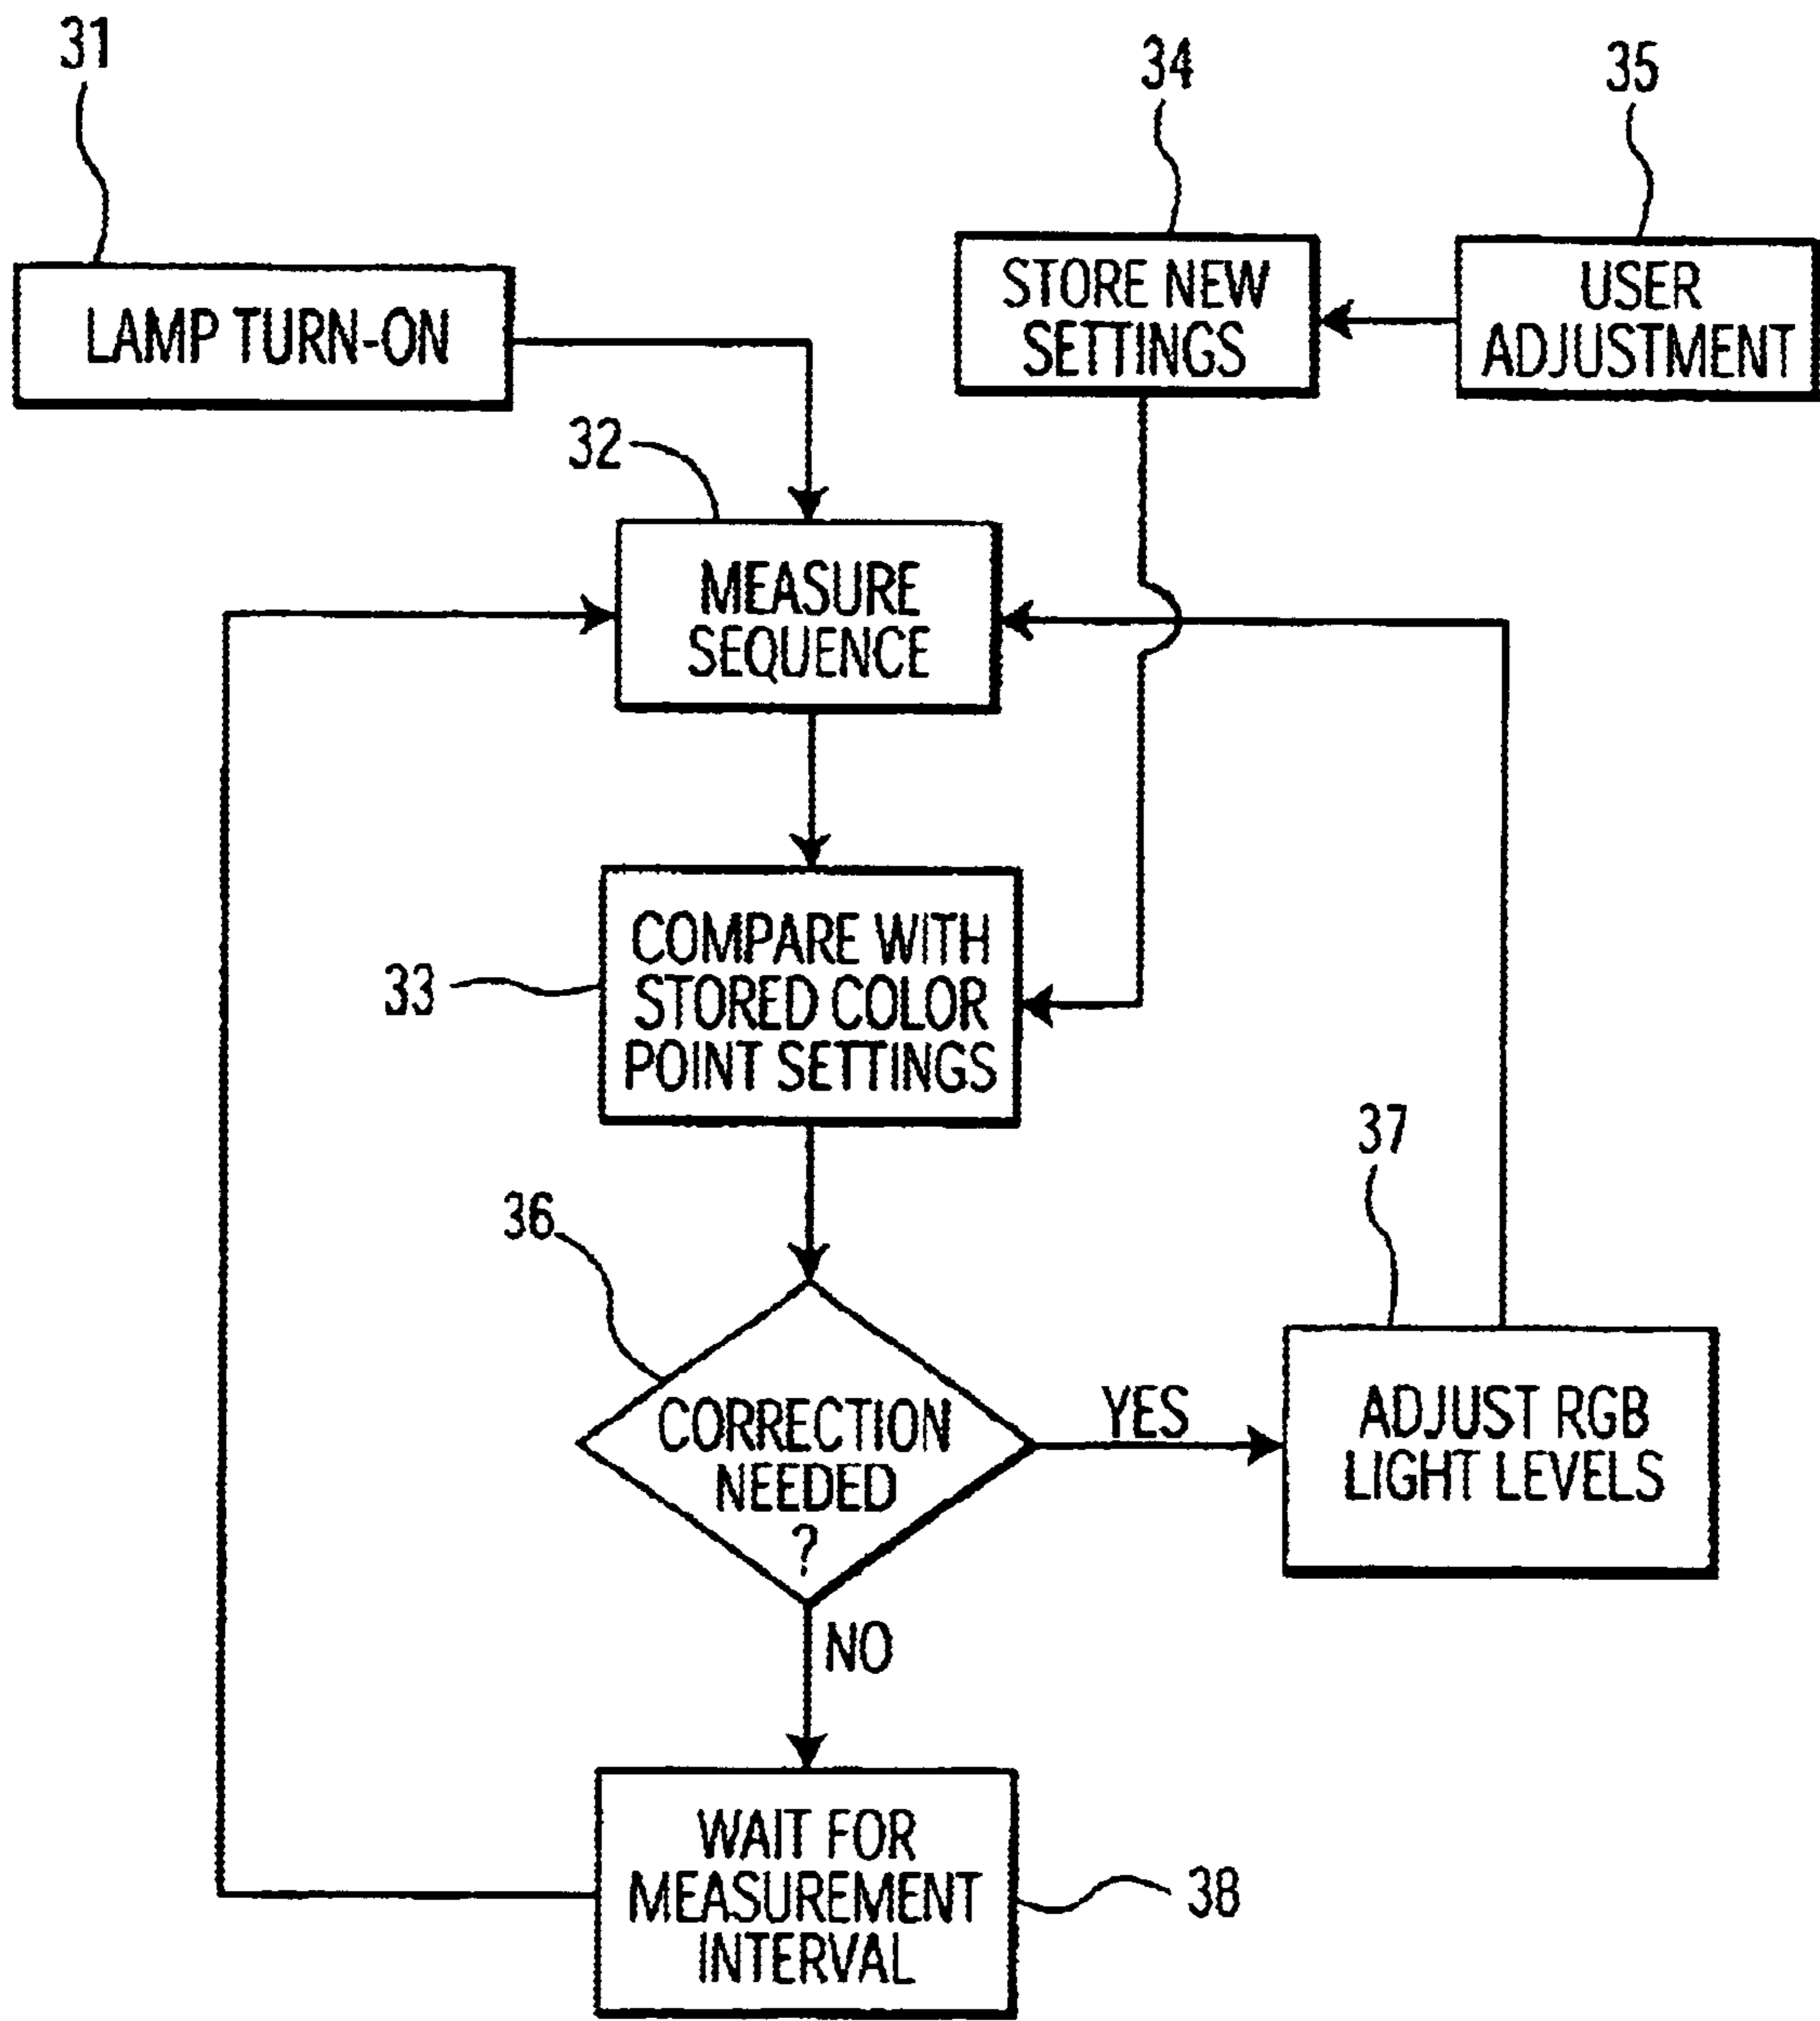 31
34
35
LAMP TURN-ON
STORE NEW
SETTINGS
USER
ADJUSTMENT
32
MEASURE
SEQUENCE
33
COMPARE WITH
STORED COLOR
POINT SETTINGS
36
37
CORRECTION
NEEDED
?
YES
ADJUST RGB
LIGHT LEVELS
NO
WAIT FOR
MEASUREMENT
INTERVAL
38